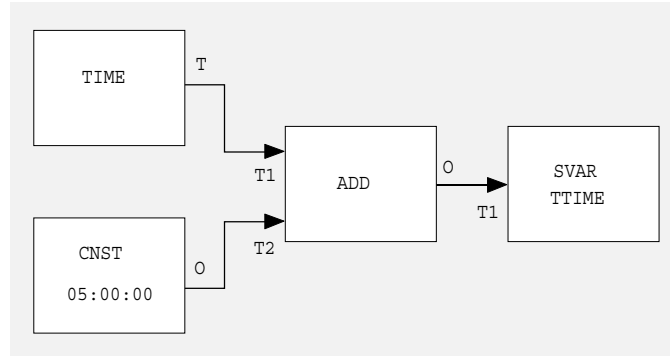 TIME
T
T1
CNST
05:00:00
O
T2
ADD
O
T1
SVAR
TTIME